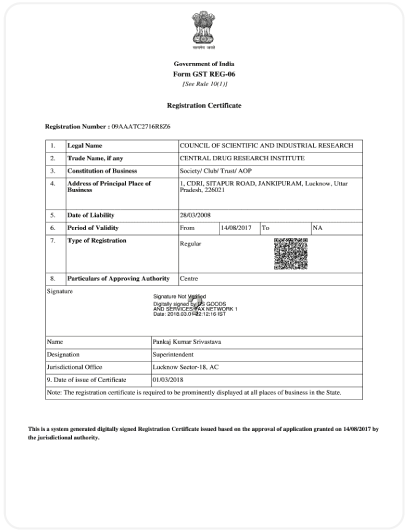 Government of India
Form GST REG-06
[See Rule 10(1)]
Registration Certificate
Registration Number : 09AAATC2716R8Z6
1. Legal Name COUNCIL OF SCIENTIFIC AND INDUSTRIAL RESEARCH
2. Trade Name, if any CENTRAL DRUG RESEARCH INSTITUTE
3. Constitution of Business Society/ Club/ Trust/ AOP
4. Address of Principal Place of Business 1, CDRI, SITAPUR ROAD, JANKIPURAM, Lucknow, Uttar Pradesh, 226021
5. Date of Liability 28/03/2008
6. Period of Validity From 14/08/2017 To NA
7. Type of Registration Regular
8. Particulars of Approving Authority Centre
Signature
Signature Not Verified
Digitally signed by DS GOODS
AND SERVICES TAX NETWORK 1
Date: 2018.03.01 22:12:16 IST
Name Pankaj Kumar Srivastava
Designation Superintendent
Jurisdictional Office Lucknow Sector-18, AC
9. Date of issue of Certificate 01/03/2018
Note: The registration certificate is required to be prominently displayed at all places of business in the State.
This is a system generated digitally signed Registration Certificate issued based on the approval of application granted on 14/08/2017 by
the jurisdictional authority.